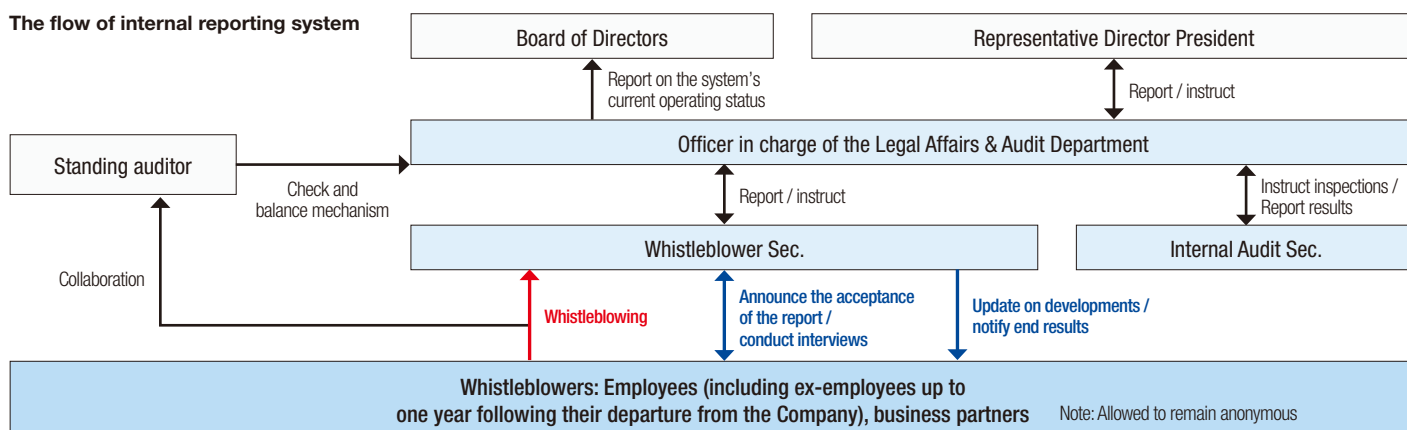 The flow of internal reporting system
Board of Directors
Representative Director President
Report on the system's
current operating status
Report / instruct
Officer in charge of the Legal Affairs & Audit Department
Standing auditor
Check and
balance mechanism
Report / instruct
Instruct inspections /
Report results
Whistleblower Sec.
Internal Audit Sec.
Collaboration
Whistleblowing
Announce the acceptance
of the report /
conduct interviews
Update on developments /
notify end results
Whistleblowers: Employees (including ex-employees up to
one year following their departure from the Company), business partners
Note: Allowed to remain anonymous